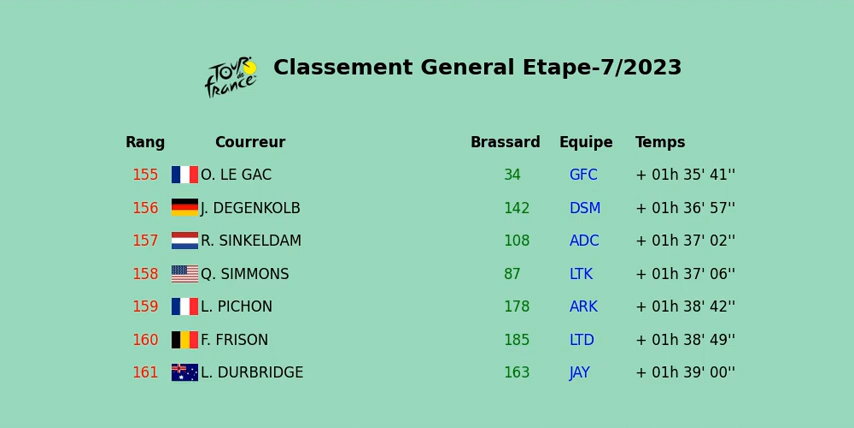 TOUR de france
Classement General Etape-7/2023
Rang Courreur Brassard Equipe Temps
155 O. LE GAC 34 GFC + 01h 35' 41''
156 J. DEGENKOLB 142 DSM + 01h 36' 57''
157 R. SINKELDAM 108 ADC + 01h 37' 02''
158 Q. SIMMONS 87 LTK + 01h 37' 06''
159 L. PICHON 178 ARK + 01h 38' 42''
160 F. FRISON 185 LTD + 01h 38' 49''
161 L. DURBRIDGE 163 JAY + 01h 39' 00''